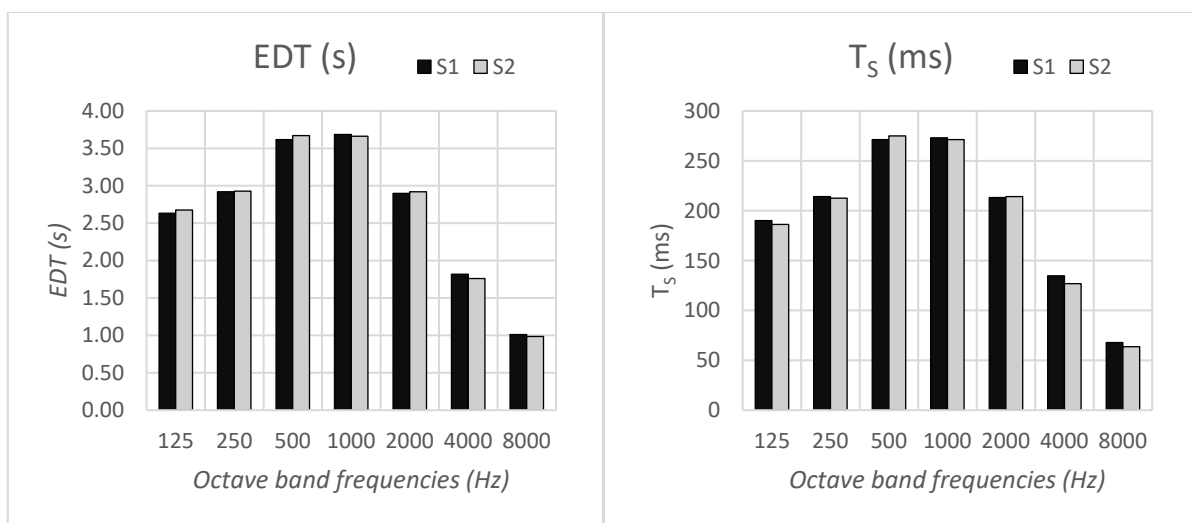 EDT (s)
S1 S2
4.00
3.50
3.00
2.50
2.00
1.50
1.00
0.50
0.00
EDT (s)
125 250 500 1000 2000 4000 8000
Octave band frequencies (Hz)
T_S (ms)
S1 S2
300
250
200
150
100
50
0
T_S (ms)
125 250 500 1000 2000 4000 8000
Octave band frequencies (Hz)